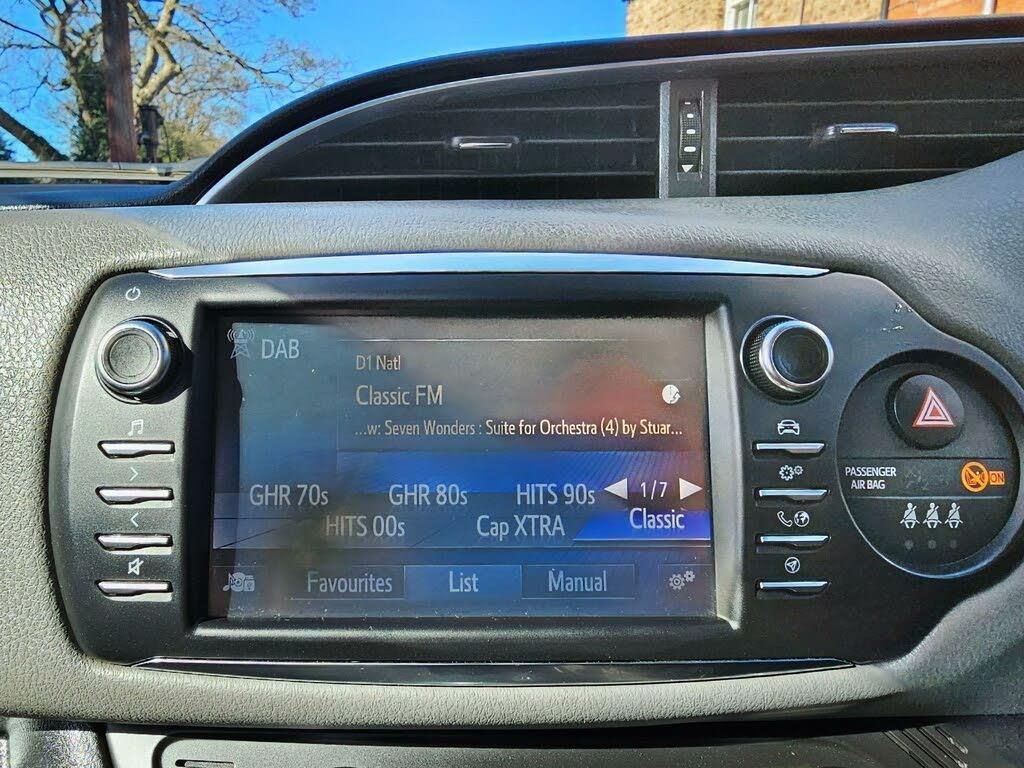 DAB
D1 Natl
Classic FM
...w: Seven Wonders : Suite for Orchestra (4) by Stuar...
GHR 70s GHR 80s HITS 90s 1/7
HITS 00s Cap XTRA Classic
Favourites List Manual
PASSENGER
AIR BAG
ON